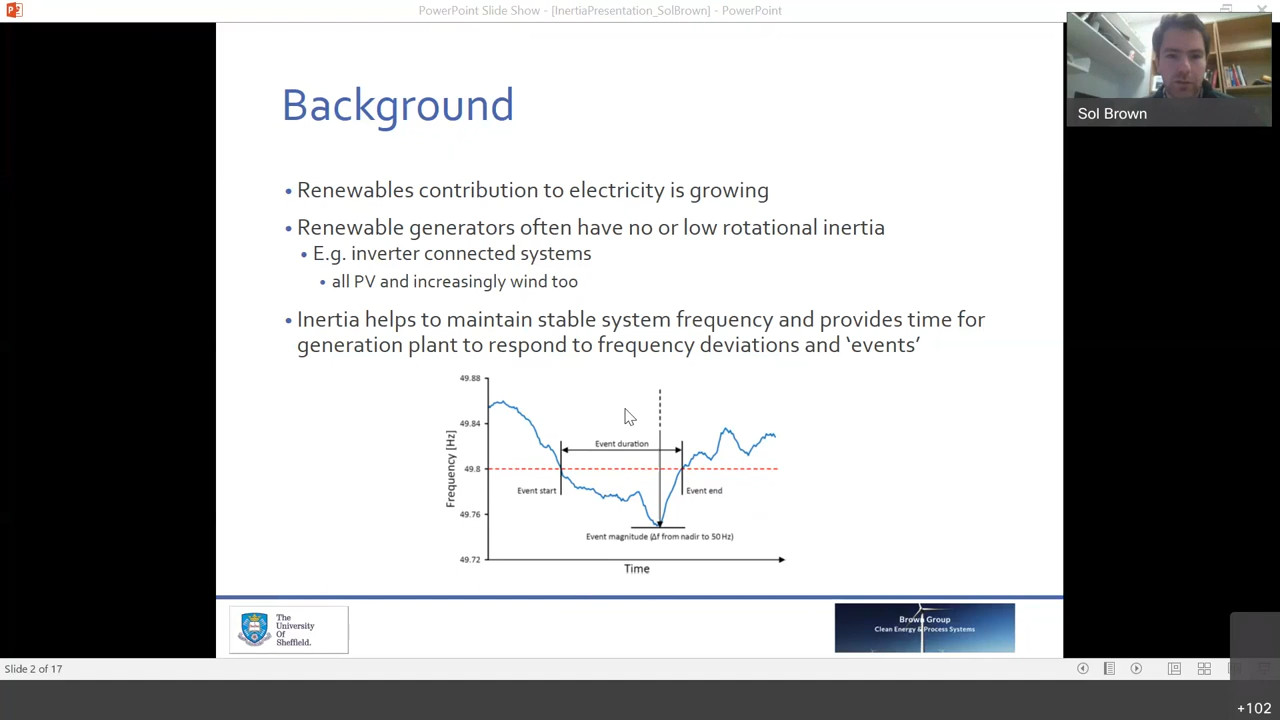 PowerPoint Slide Show - [InertiaPresentation_SolBrown] - PowerPoint
Sol Brown
Background
• Renewables contribution to electricity is growing
• Renewable generators often have no or low rotational inertia
• E.g. inverter connected systems
• all PV and increasingly wind too
• Inertia helps to maintain stable system frequency and provides time for
generation plant to respond to frequency deviations and ‘events’
49.88
49.84
49.8
49.76
49.72
Frequency [Hz]
Event duration
Event start
Event end
Event magnitude (Δf from nadir to 50 Hz)
Time
The
University
Of
Sheffield.
Brown Group
Clean Energy & Process Systems
Slide 2 of 17
+102